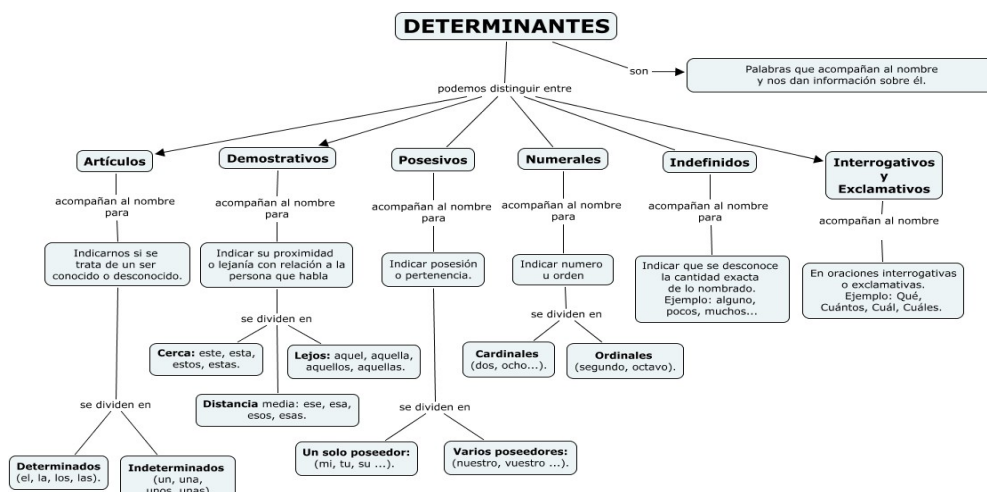 DETERMINANTES
son
Palabras que acompañan al nombre
y nos dan información sobre él.
podemos distinguir entre
Artículos
acompañan al nombre
para
Indicarnos si se
trata de un ser
conocido o desconocido.
se dividen en
Determinados
(el, la, los, las).
Indeterminados
(un, una,
unos, unas)
Demostrativos
acompañan al nombre
para
Indicar su proximidad
o lejanía con relación a la
persona que habla
se dividen en
Cerca: este, esta,
estos, estas.
Lejos: aquel, aquella,
aquellos, aquellas.
Distancia media: ese, esa,
esos, esas.
Posesivos
acompañan al nombre
para
Indicar posesión
o pertenencia.
se dividen en
Un solo poseedor:
(mi, tu, su ...).
Varios poseedores:
(nuestro, vuestro ...).
Numerales
acompañan al nombre
para
Indicar numero
u orden
se dividen en
Cardinales
(dos, ocho...).
Ordinales
(segundo, octavo).
Indefinidos
acompañan al nombre
para
Indicar que se desconoce
la cantidad exacta
de lo nombrado.
Ejemplo: alguno,
pocos, muchos...
Interrogativos
y
Exclamativos
acompañan al nombre
En oraciones interrogativas
o exclamativas.
Ejemplo: Qué,
Cuántos, Cuál, Cuáles.